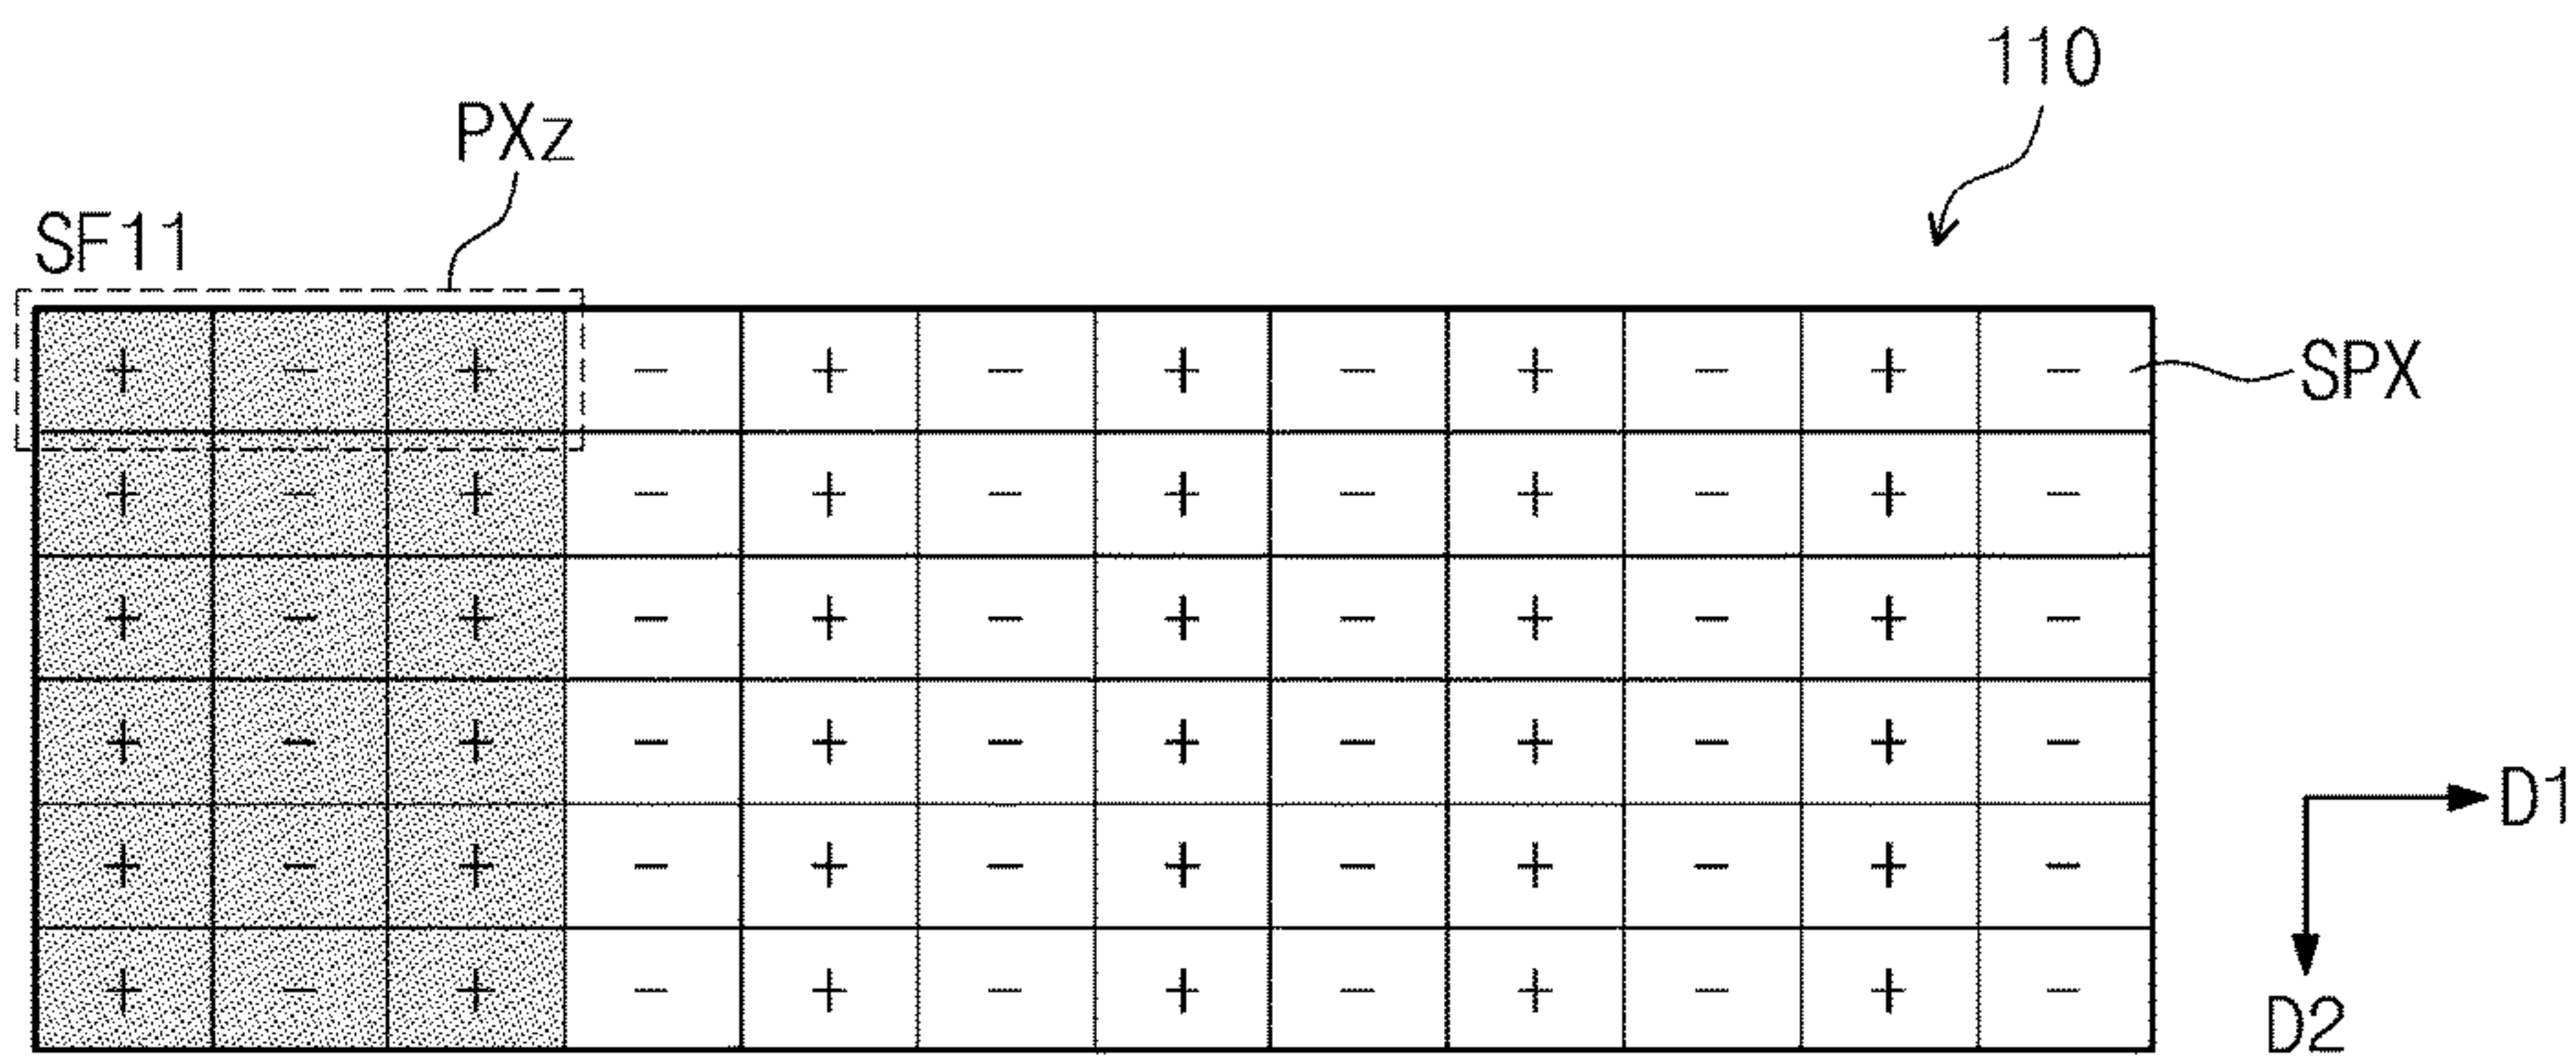 110
PXz
SF11
+ − + − + − + − + − + −
SPX
+ − + − + − + − + − + −
+ − + − + − + − + − + −
+ − + − + − + − + − + −
D1
+ − + − + − + − + − + −
+ − + − + − + − + − + −
D2